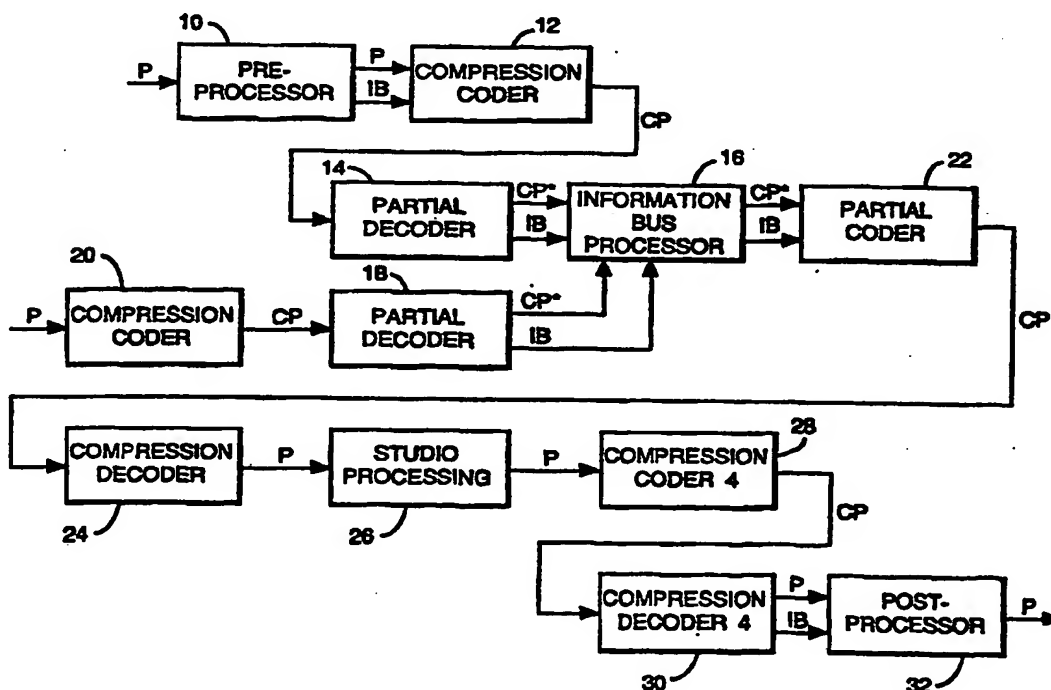 10
12
P
PRE-
PROCESSOR
P
IB
COMPRESSION
CODER
CP
14
16
22
PARTIAL
DECODER
CP*
IB
INFORMATION
BUS
PROCESSOR
CP*
IB
PARTIAL
CODER
20
18
P
COMPRESSION
CODER
CP
PARTIAL
DECODER
CP*
IB
CP
28
COMPRESSION
DECODER
P
STUDIO
PROCESSING
P
COMPRESSION
CODER 4
24
26
CP
COMPRESSION
DECODER 4
P
IB
POST-
PROCESSOR
P
30
32